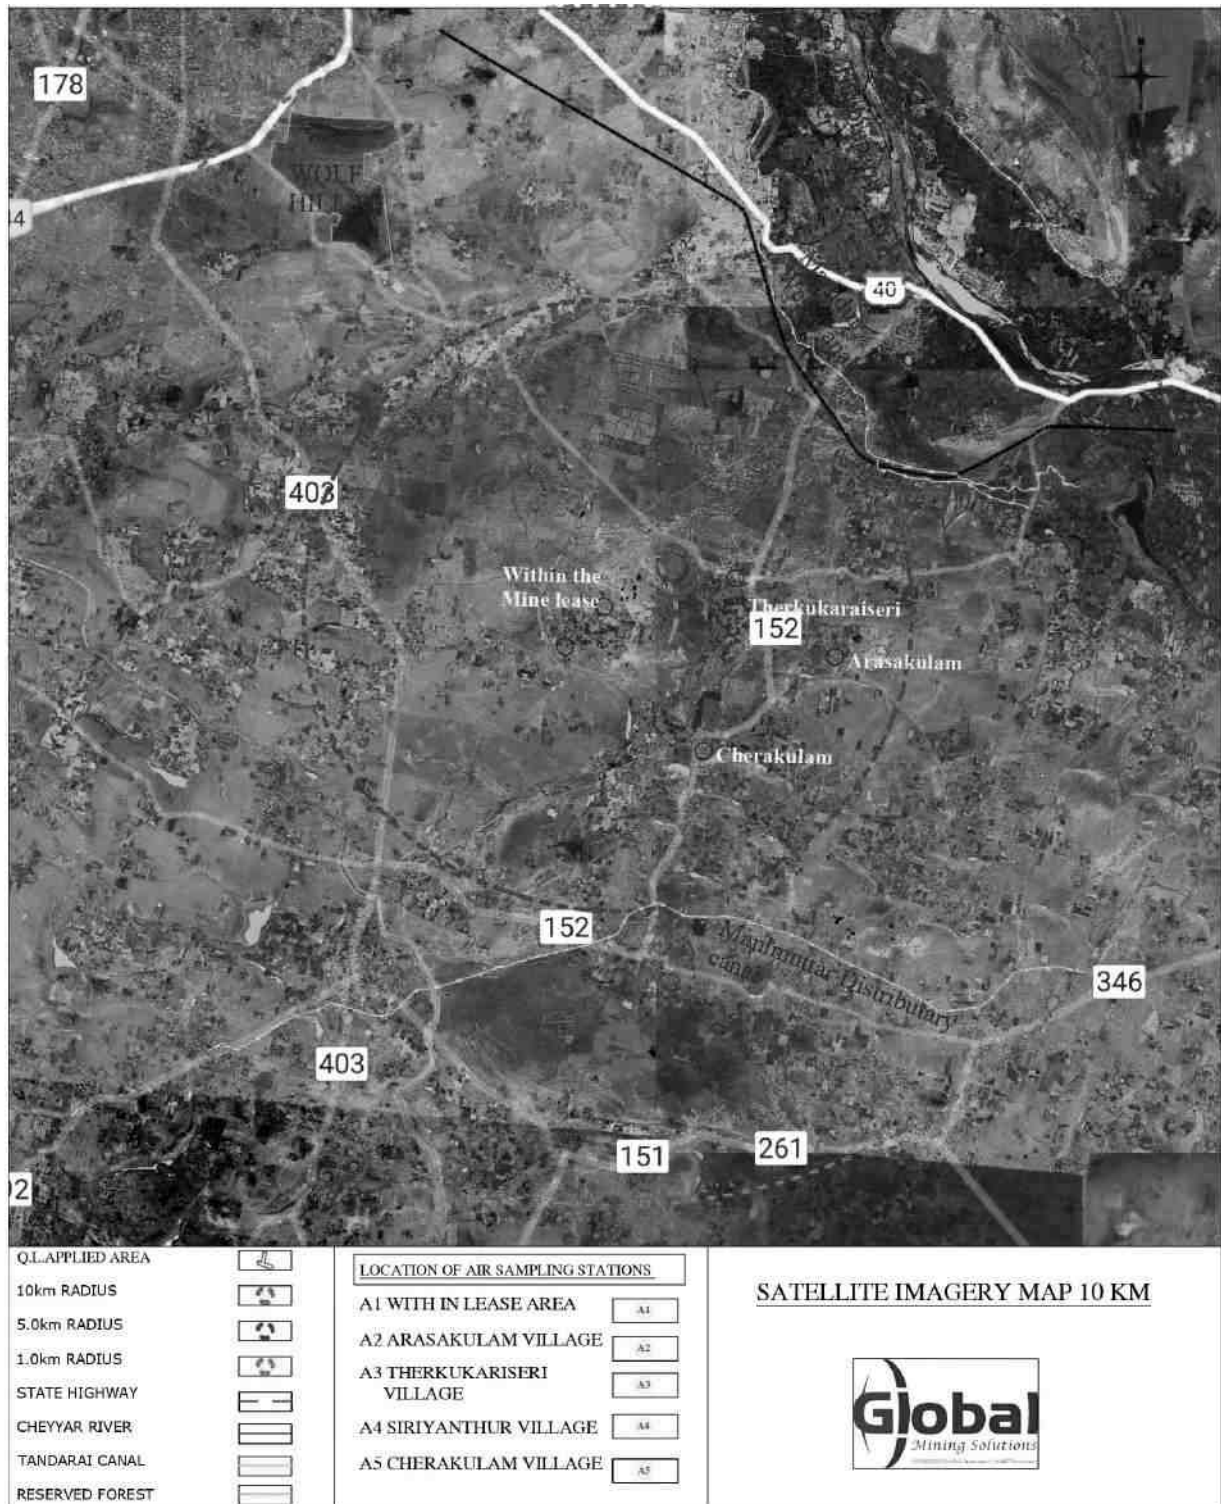 178
WOLF
HILL
44
40
403
Within the
Mine lease
Therkukaraiseri
152
Arasakulam
Cherakulam
152
Distributary
346
403
151
261
02
Q.L.APPLIED AREA
10km RADIUS
5.0km RADIUS
1.0km RADIUS
STATE HIGHWAY
CHEYYAR RIVER
TANDARAI CANAL
RESERVED FOREST
LOCATION OF AIR SAMPLING STATIONS
A1 WITH IN LEASE AREA A1
A2 ARASAKULAM VILLAGE A2
A3 THERKUKARISERI A3
VILLAGE
A4 SIRIYANTHUR VILLAGE A4
A5 CHERAKULAM VILLAGE A5
SATELLITE IMAGERY MAP 10 KM
Global
Mining Solutions